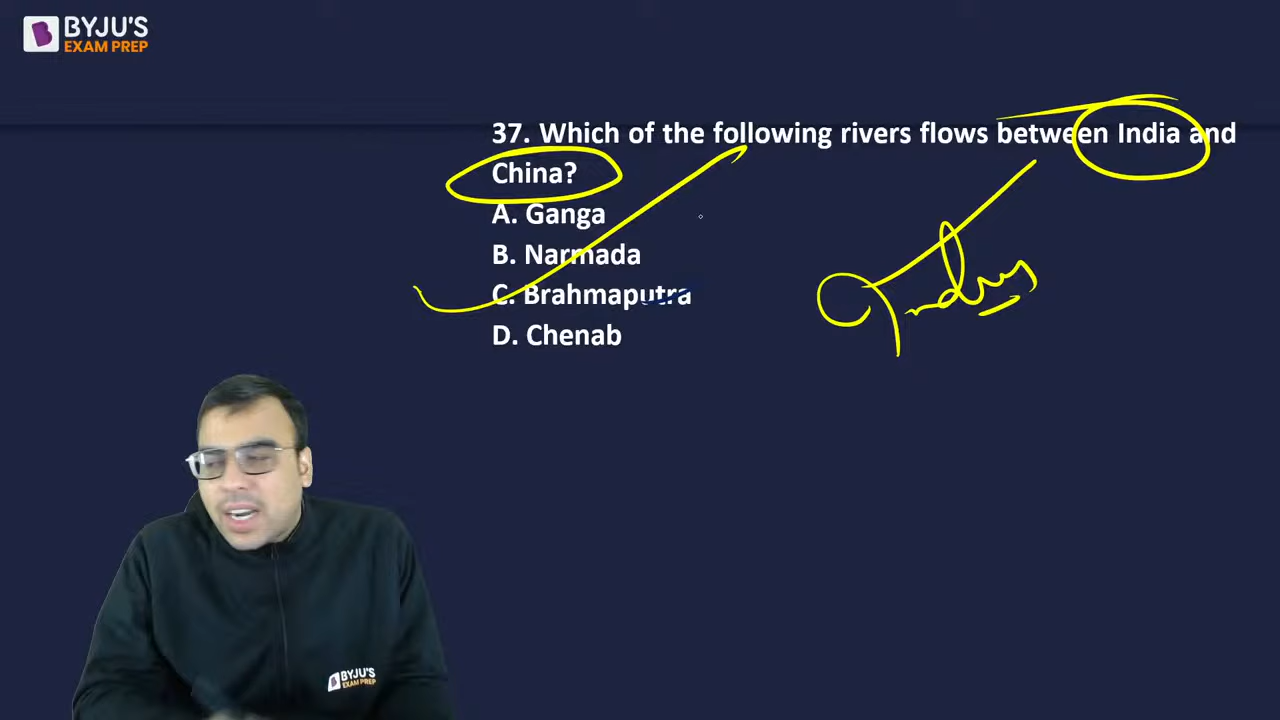 BYJU'S
EXAM PREP
37. Which of the following rivers flows between India and
China?
A. Ganga
B. Narmada
C. Brahmaputra
D. Chenab
Indus
BYJU'S
EXAM PREP